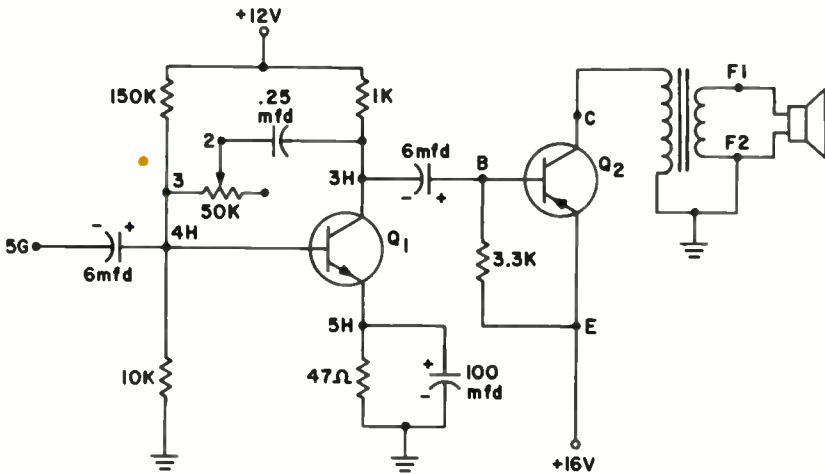 +12V
150K
.25
mfd
1K
2
3
50K
3H
6mfd
- +
B
C
Q2
F1
F2
5G
- +
6mfd
4H
Q1
3.3K
5H
E
10K
47Ω
+
-
100
mfd
+16V